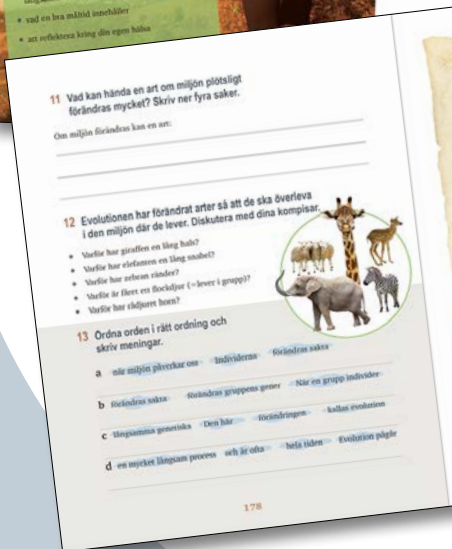 • vad en bra måltid innehåller
• att reflektera kring din egen hälsa
11 Vad kan hända en art om miljön plötsligt
förändras mycket? Skriv ner fyra saker.
Om miljön förändras kan en art:
12 Evolutionen har förändrat arter så att de ska överleva
i den miljön där de lever. Diskutera med dina kompisar.
• Varför har giraffen en lång hals?
• Varför har elefanten en lång snabel?
• Varför har zebran ränder?
• Varför är fåret ett flockdjur (=lever i grupp)?
• Varför har rådjuret horn?
13 Ordna orden i rätt ordning och
skriv meningar.
a när miljön påverkar oss Individerna förändras sakta
b förändras sakta förändras gruppens gener När en grupp individer
c långsamma genetiska Den här förändringen kallas evolution
d en mycket långsam process och är ofta hela tiden Evolution pågår
178